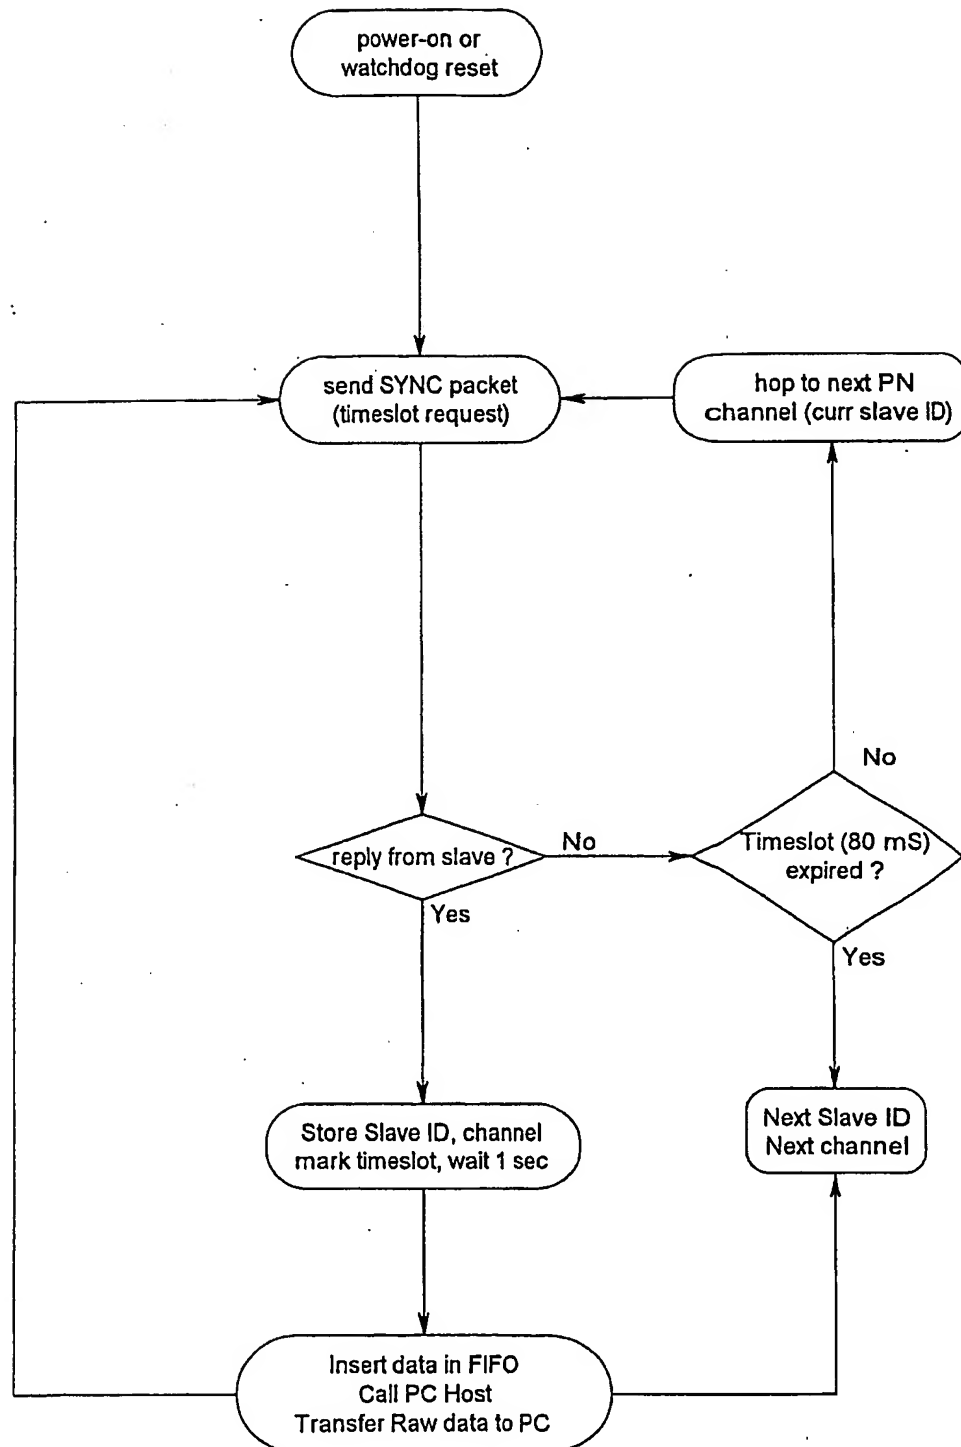 power-on or
watchdog reset
send SYNC packet
(timeslot request)
hop to next PN
channel (curr slave ID)
No
reply from slave ?
No
Timeslot (80 mS)
expired ?
Yes
Yes
Store Slave ID, channel
mark timeslot, wait 1 sec
Next Slave ID
Next channel
Insert data in FIFO
Call PC Host
Transfer Raw data to PC